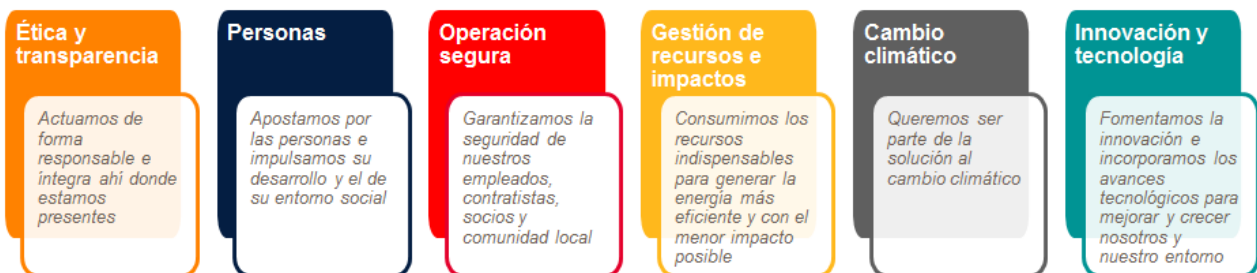 Ética y
transparencia
Actuamos de
forma
responsable e
íntegra ahí donde
estamos
presentes
Personas
Apostamos por
las personas e
impulsamos su
desarrollo y el de
su entorno social
Operación
segura
Garantizamos la
seguridad de
nuestros
empleados,
contratistas,
socios y
comunidad local
Gestión de
recursos e
impactos
Consumimos los
recursos
indispensables
para generar la
energía más
eficiente y con el
menor impacto
posible
Cambio
climático
Queremos ser
parte de la
solución al
cambio climático
Innovación y
tecnología
Fomentamos la
innovación e
incorporamos los
avances
tecnológicos para
mejorar y crecer
nosotros y
nuestro entorno